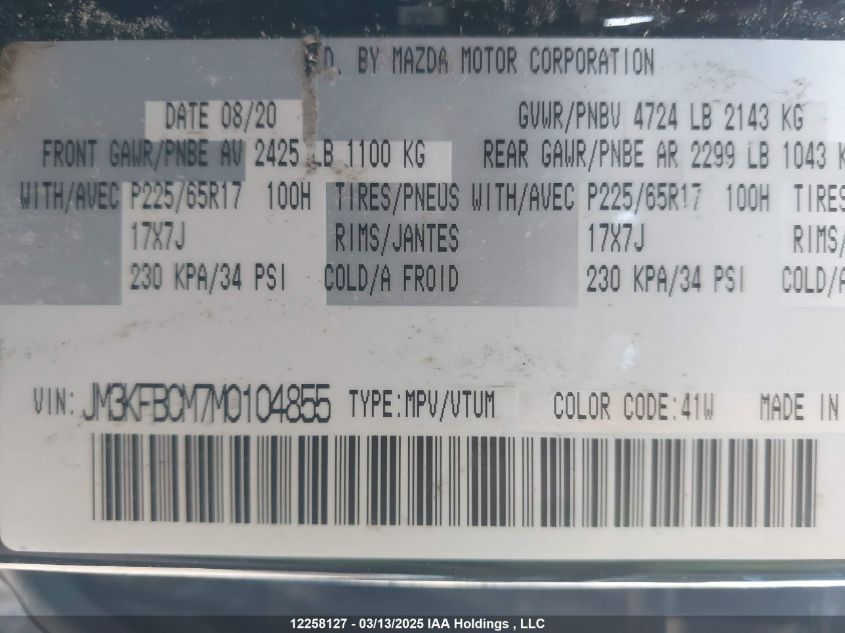 D. BY MAZDA MOTOR CORPORATION
DATE 08/20 GVWR/PNBV 4724 LB 2143 KG
FRONT GAWR/PNBE AV 2425 LB 1100 KG REAR GAWR/PNBE AR 2299 LB 1043 K
WITH/AVEC P225/65R17 100H TIRES/PNEUS WITH/AVEC P225/65R17 100H TIRES
17X7J RIMS/JANTES 17X7J RIMS/
230 KPA/34 PSI COLD/A FROID 230 KPA/34 PSI COLD/A
VIN: JM3KFBCM7M0104855 TYPE:MPV/VTUM COLOR CODE:41W MADE IN
12258127 - 03/13/2025 IAA Holdings , LLC